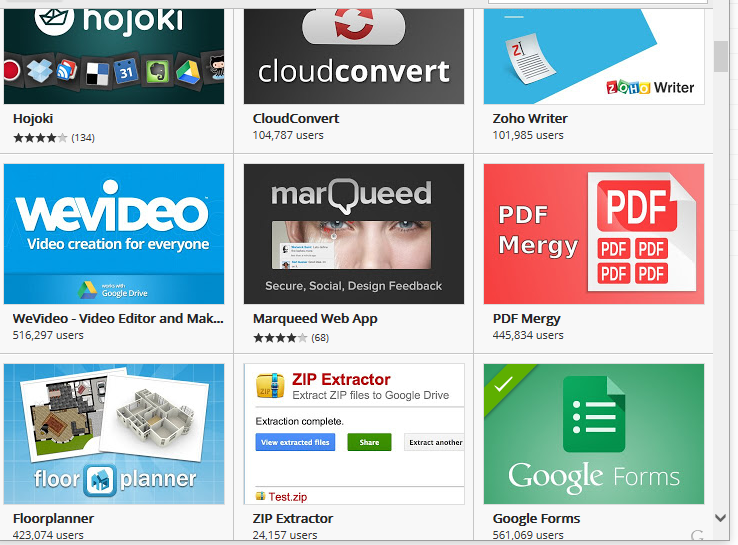 hojoki
31
cloudconvert
Z
ZOHO Writer
Hojoki
(134)
CloudConvert
104,787 users
Zoho Writer
101,985 users
WEVIDEO
Video creation for everyone
works with
Google Drive
marQueed
Secure, Social, Design Feedback
PDF
Mergy
PDF
PDF PDF
PDF PDF
WeVideo - Video Editor and Mak...
516,297 users
Marqueed Web App
(68)
PDF Mergy
445,834 users
floor planner
ZIP
ZIP Extractor
Extract ZIP files to Google Drive
Extraction complete.
View extracted files
Share
Extract another
Test.zip
Google Forms
Floorplanner
423,074 users
ZIP Extractor
24,157 users
Google Forms
561,069 users
G